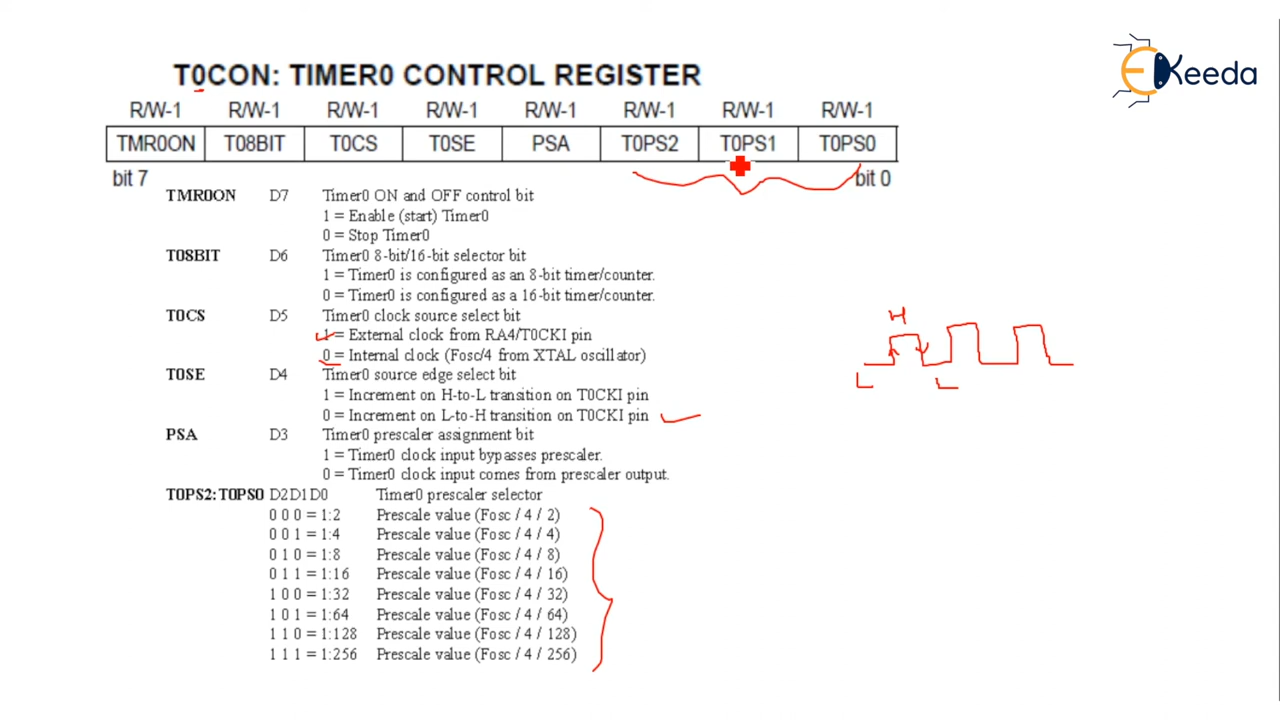 T0CON: TIMER0 CONTROL REGISTER
Keeda
R/W-1 R/W-1 R/W-1 R/W-1 R/W-1 R/W-1 R/W-1 R/W-1
TMR0ON T08BIT T0CS T0SE PSA T0PS2 T0PS1 T0PS0
bit 7 bit 0
TMR0ON D7 Timer0 ON and OFF control bit
1 = Enable (start) Timer0
0 = Stop Timer0
T08BIT D6 Timer0 8-bit/16-bit selector bit
1 = Timer0 is configured as an 8-bit timer/counter.
0 = Timer0 is configured as a 16-bit timer/counter.
T0CS D5 Timer0 clock source select bit
1 = External clock from RA4/T0CKI pin
0 = Internal clock (Fosc/4 from XTAL oscillator)
T0SE D4 Timer0 source edge select bit
1 = Increment on H-to-L transition on T0CKI pin
0 = Increment on L-to-H transition on T0CKI pin
PSA D3 Timer0 prescaler assignment bit
1 = Timer0 clock input bypasses prescaler.
0 = Timer0 clock input comes from prescaler output.
T0PS2:T0PS0 D2D1D0 Timer0 prescaler selector
0 0 0 = 1:2 Prescale value (Fosc / 4 / 2)
0 0 1 = 1:4 Prescale value (Fosc / 4 / 4)
0 1 0 = 1:8 Prescale value (Fosc / 4 / 8)
0 1 1 = 1:16 Prescale value (Fosc / 4 / 16)
1 0 0 = 1:32 Prescale value (Fosc / 4 / 32)
1 0 1 = 1:64 Prescale value (Fosc / 4 / 64)
1 1 0 = 1:128 Prescale value (Fosc / 4 / 128)
1 1 1 = 1:256 Prescale value (Fosc / 4 / 256)
H
L L